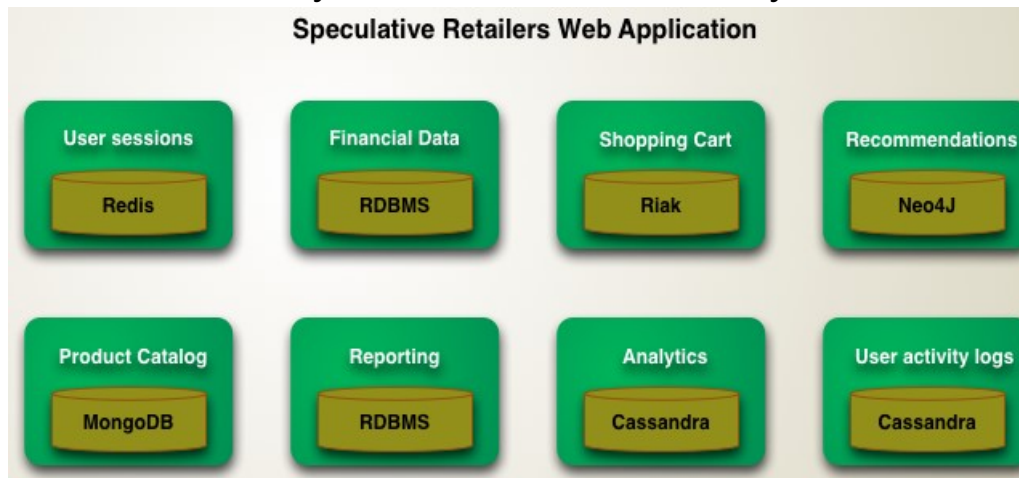 Speculative Retailers Web Application
User sessions
Redis
Financial Data
RDBMS
Shopping Cart
Riak
Recommendations
Neo4J
Product Catalog
MongoDB
Reporting
RDBMS
Analytics
Cassandra
User activity logs
Cassandra